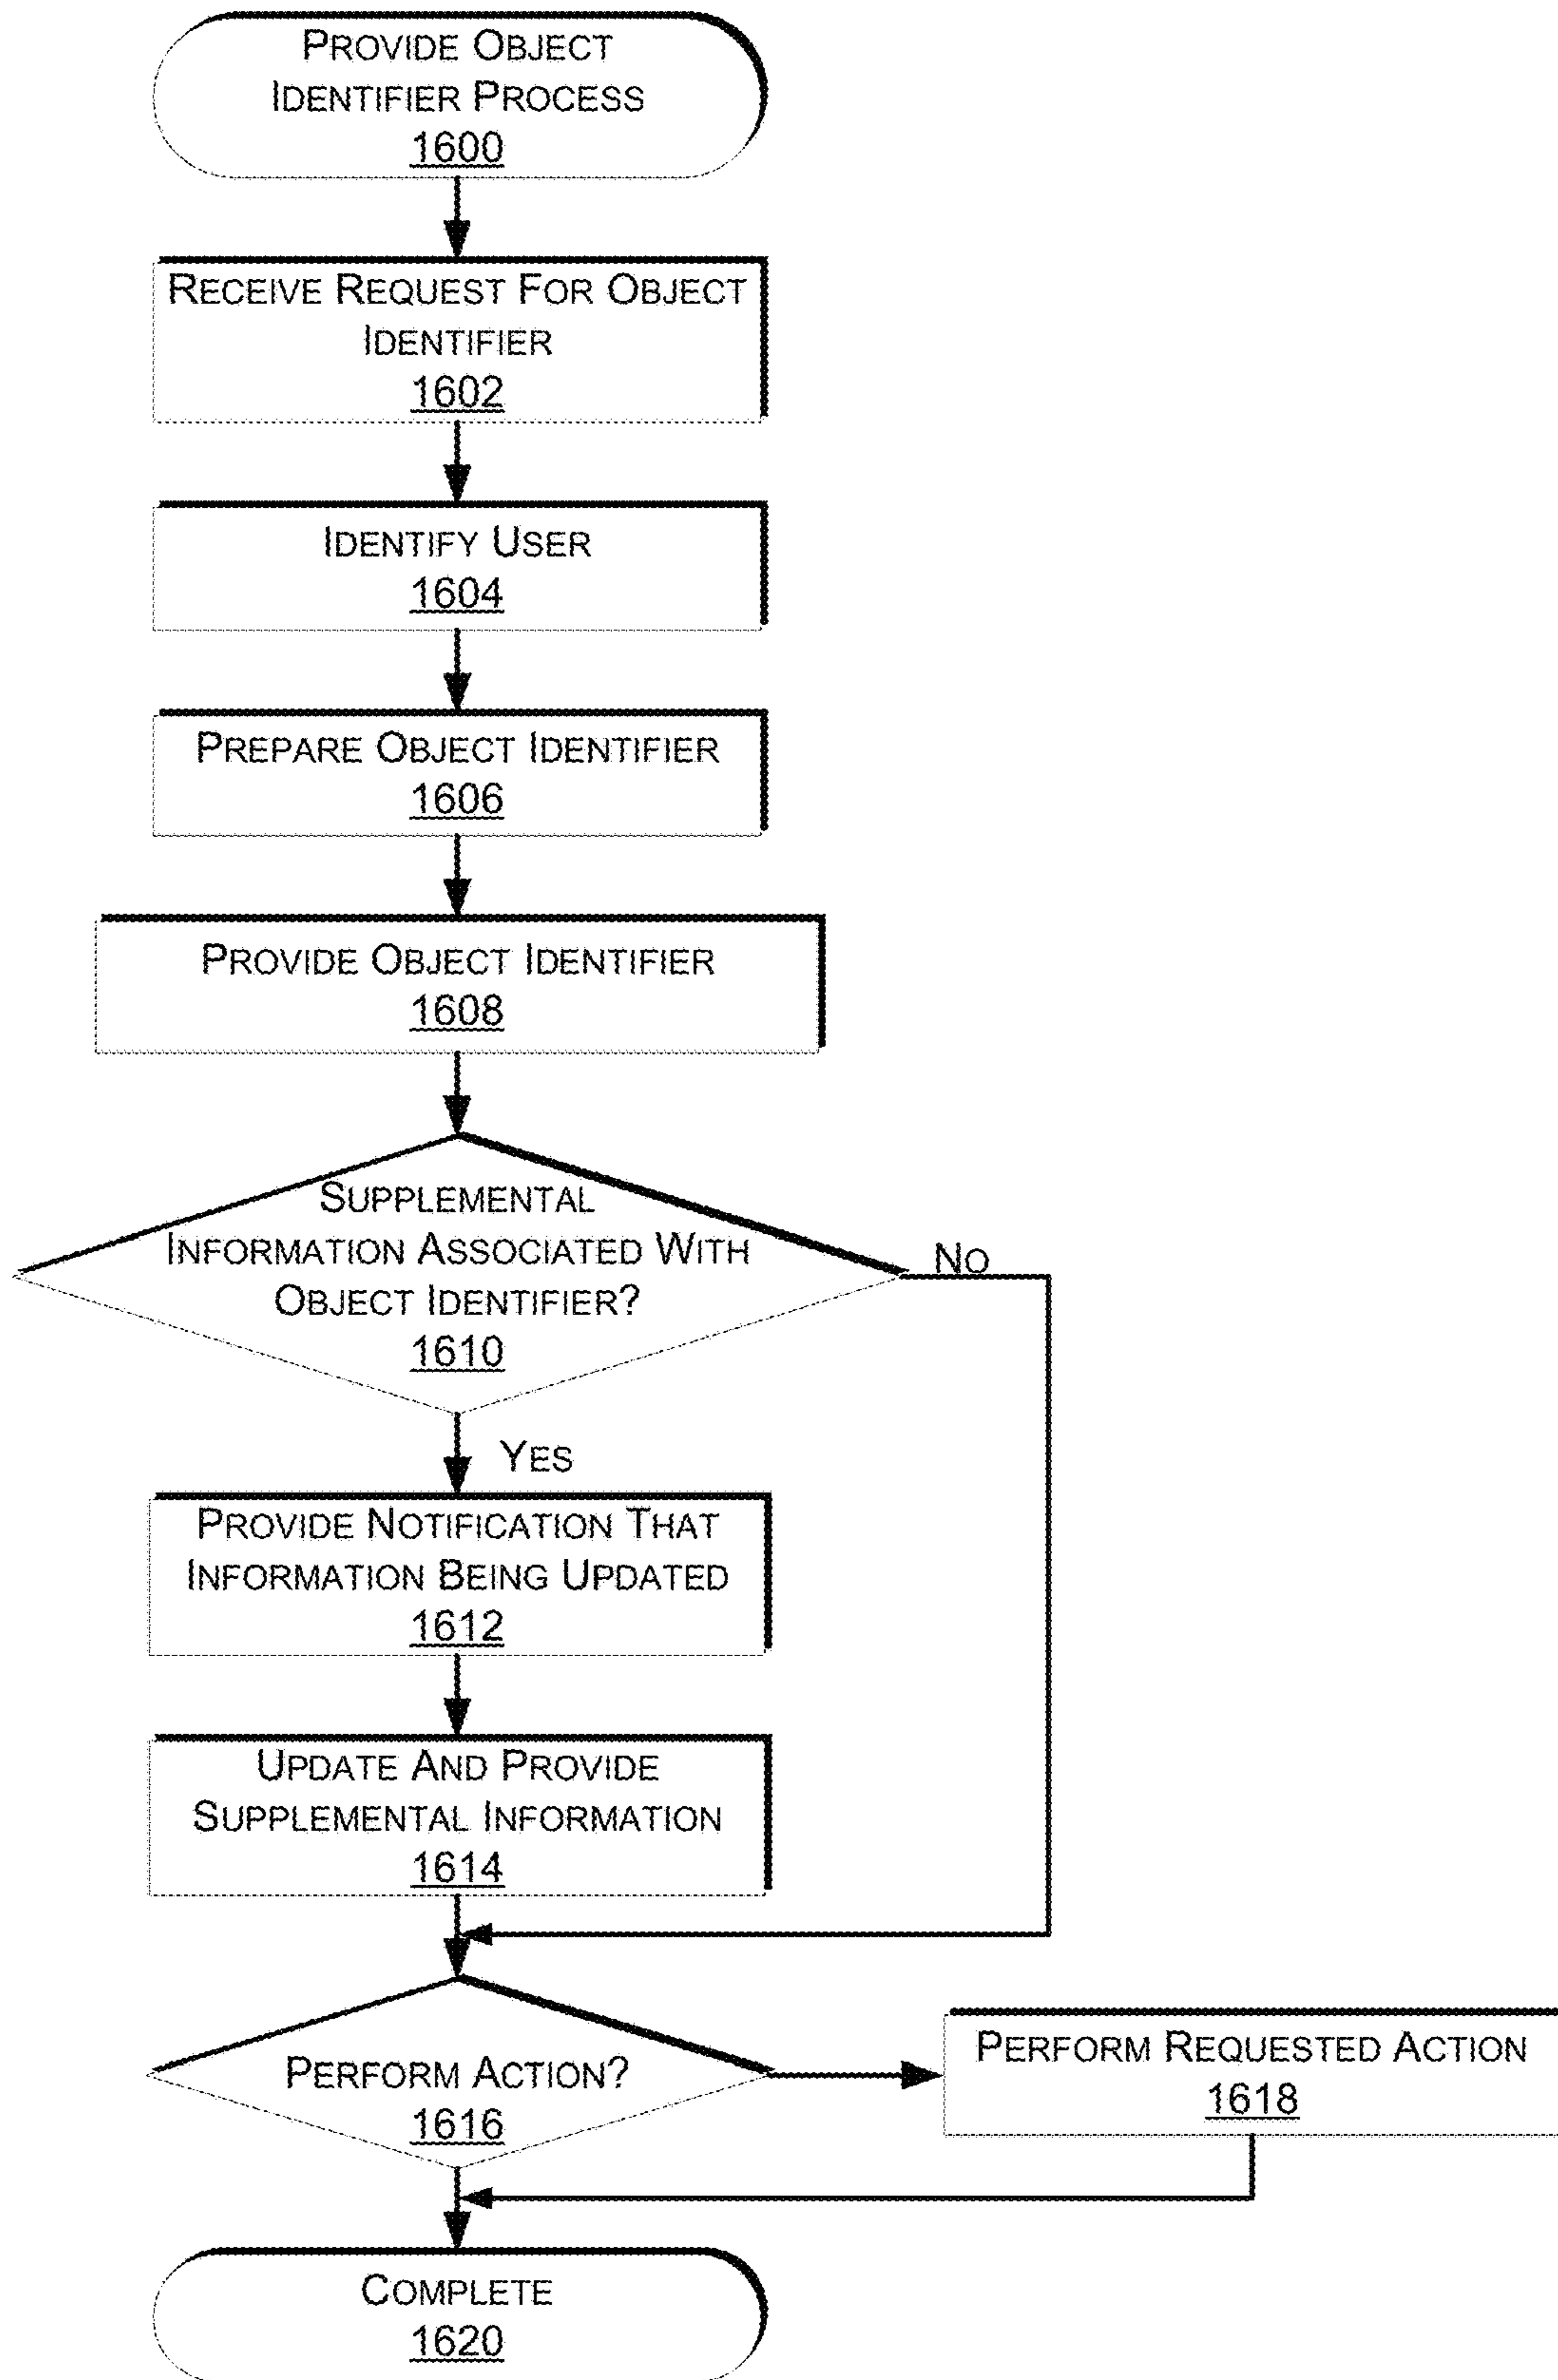 PROVIDE OBJECT
IDENTIFIER PROCESS
1600
RECEIVE REQUEST FOR OBJECT
IDENTIFIER
1602
IDENTIFY USER
1604
PREPARE OBJECT IDENTIFIER
1606
PROVIDE OBJECT IDENTIFIER
1608
SUPPLEMENTAL
INFORMATION ASSOCIATED WITH
OBJECT IDENTIFIER?
1610
NO
YES
PROVIDE NOTIFICATION THAT
INFORMATION BEING UPDATED
1612
UPDATE AND PROVIDE
SUPPLEMENTAL INFORMATION
1614
PERFORM ACTION?
1616
PERFORM REQUESTED ACTION
1618
COMPLETE
1620